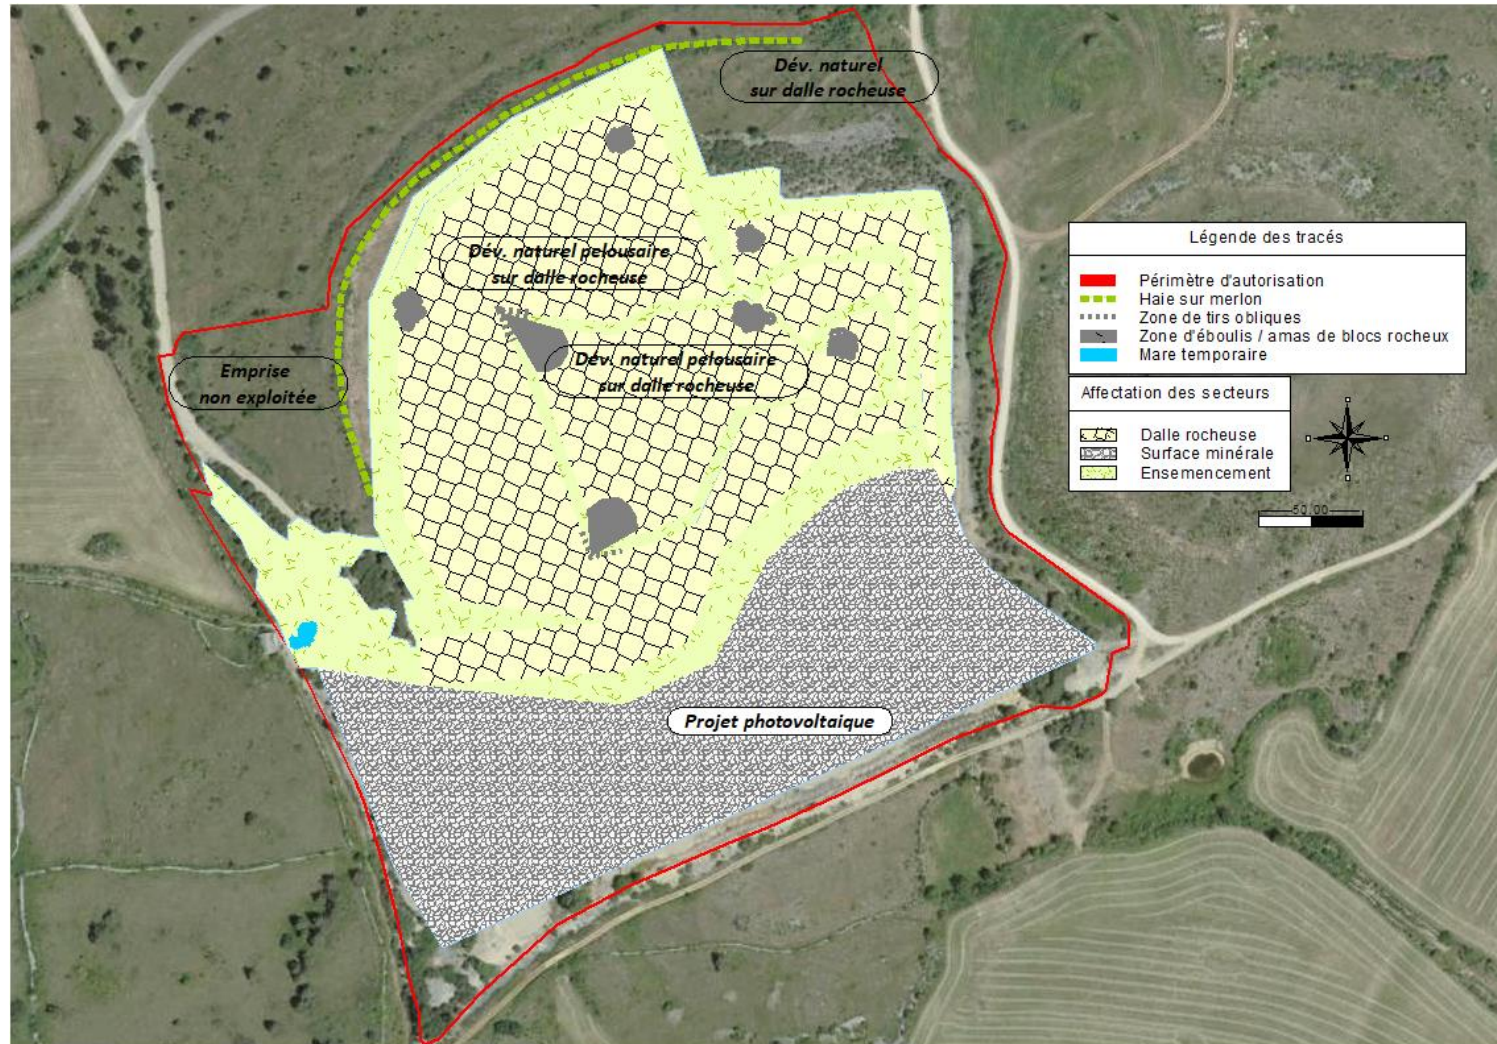 Dév. naturel
sur dalle rocheuse
Dév. naturel pelousaire
sur dalle rocheuse
Dév. naturel pelousaire
sur dalle rocheuse
Emprise
non exploitée
Projet photovoltaique
Légende des tracés
Périmètre d'autorisation
Haie sur merlon
Zone de tirs obliques
Zone d'éboulis / amas de blocs rocheux
Mare temporaire
Affectation des secteurs
Dalle rocheuse
Surface minérale
Ensemencement
50.00